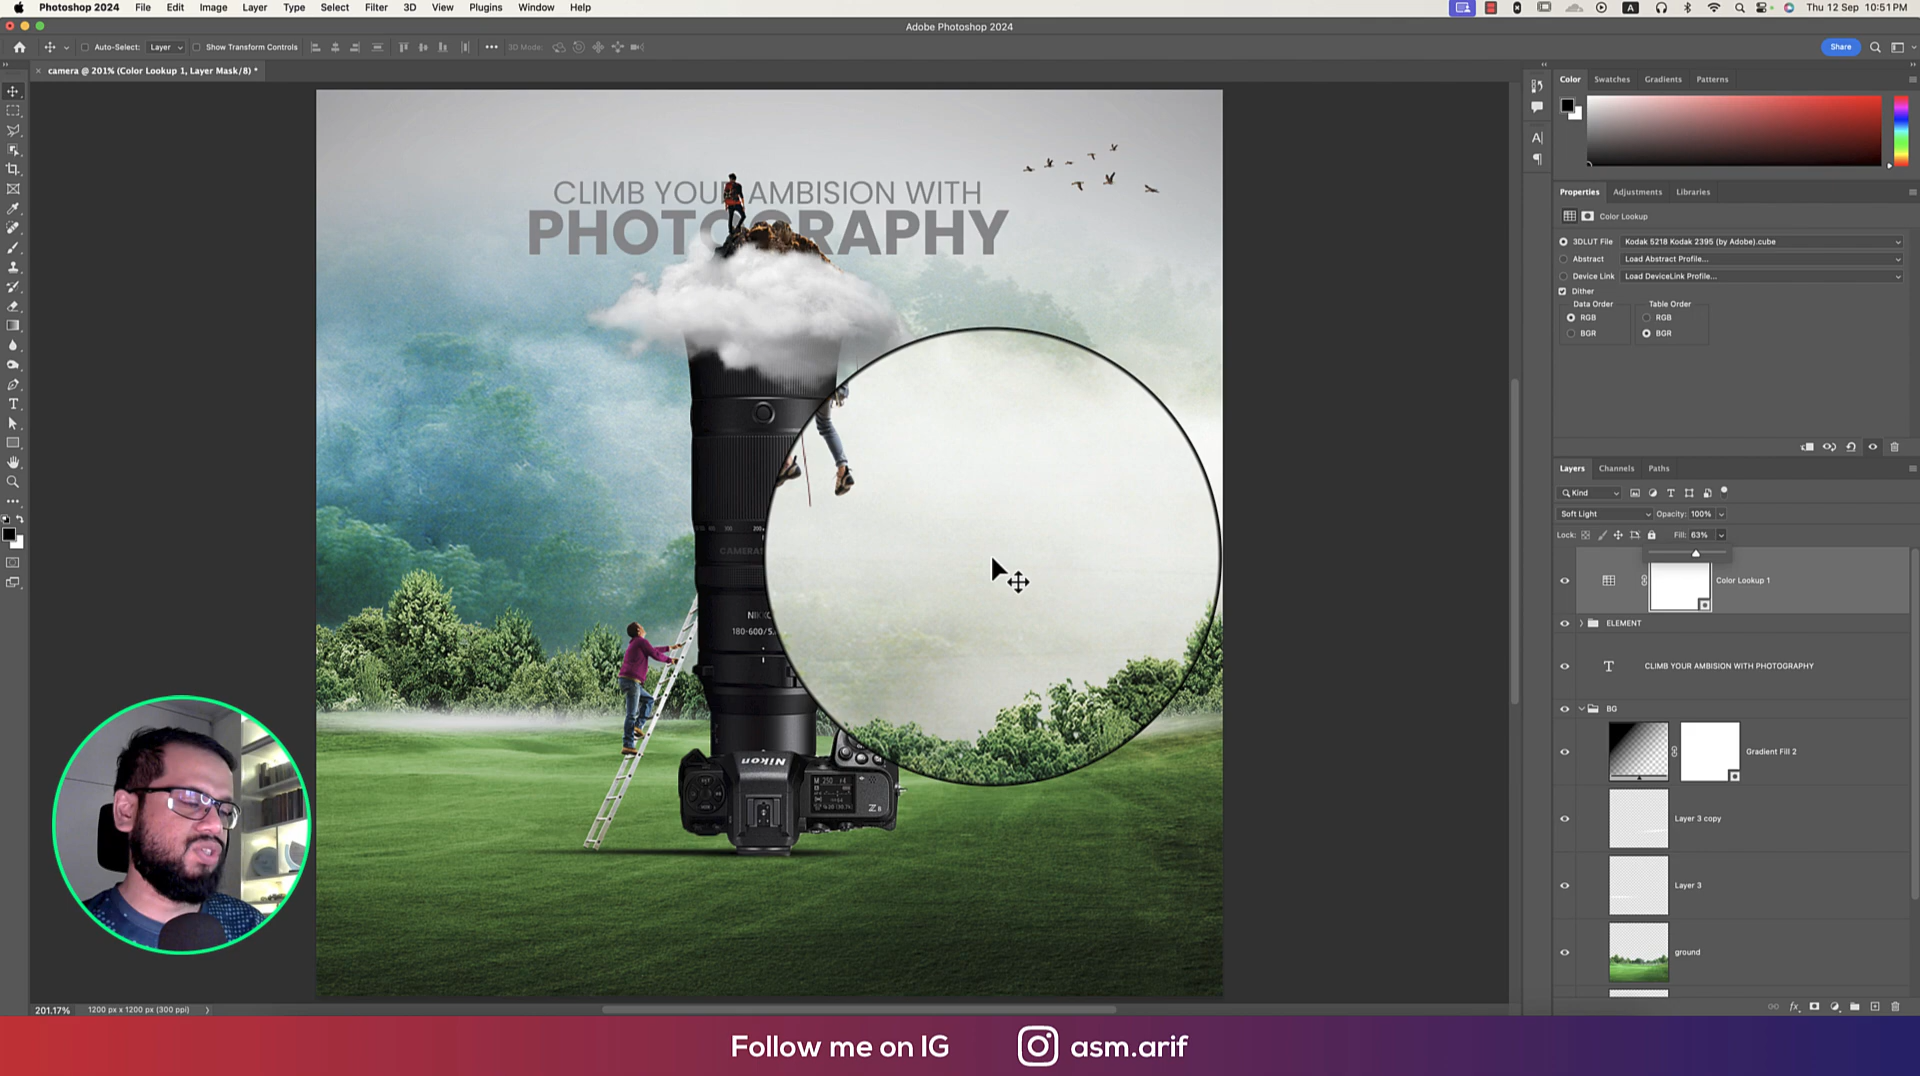 Photoshop 2024 File Edit Image Layer Type Select Filter 3D View Plugins Window Help
Thu 12 Sep 10:51 PM
Adobe Photoshop 2024
Auto-Select: Layer Show Transform Controls 3D Mode: Share
camera @ 201% (Color Lookup 1, Layer Mask/8) *
Color Swatches Gradients Patterns
CLIMB YOUR AMBISION WITH
PHOTOGRAPHY
Properties Adjustments Libraries
Color Lookup
3DLUT File Kodak 5218 Kodak 2395 (by Adobe).cube
Abstract Load Abstract Profile...
Device Link Load DeviceLink Profile...
Dither
Data Order Table Order
RGB RGB
BGR BGR
Layers Channels Paths
Kind
Soft Light Opacity: 100%
Lock: Fill: 63%
Color Lookup 1
ELEMENT
CLIMB YOUR AMBISION WITH PHOTOGRAPHY
BG
Gradient Fill 2
Layer 3 copy
Layer 3
ground
180-600/5.
Nikon
Z8
201.17% 1200 px x 1200 px (300 ppi)
Follow me on IG asm.arif